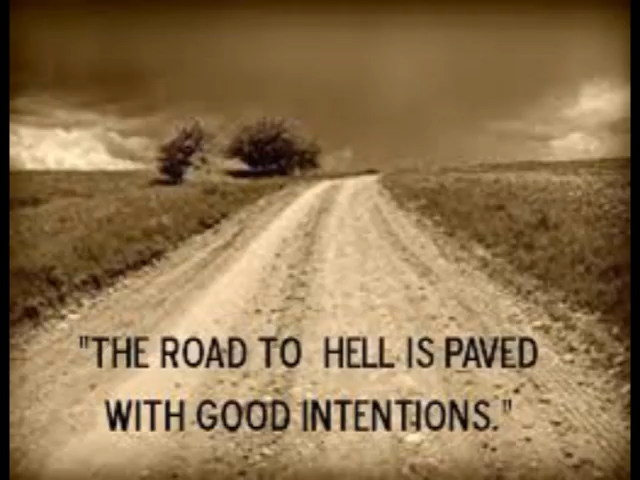 "THE ROAD TO HELL IS PAVED
WITH GOOD INTENTIONS."